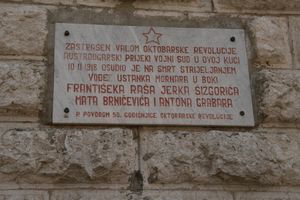 ZASTRAŠEN VALOM OKTOBARSKE REVOLUCIJE
AUSTROUGARSKI PRIJEKI VOJNI SUD U OVOJ KUĆI
10 II 1918 OSUDIO JE NA SMRT STRIJELJANJEM
VOĐE USTANKA MORNARA U BOKI
FRANTIŠEKA RAŠA JERKA ŠIZGORIĆA
MATA BRNIČEVIĆA I ANTONA GRABARA
POVODOM 50. GODIŠNJICE OKTOBARSKE REVOLUCIJE